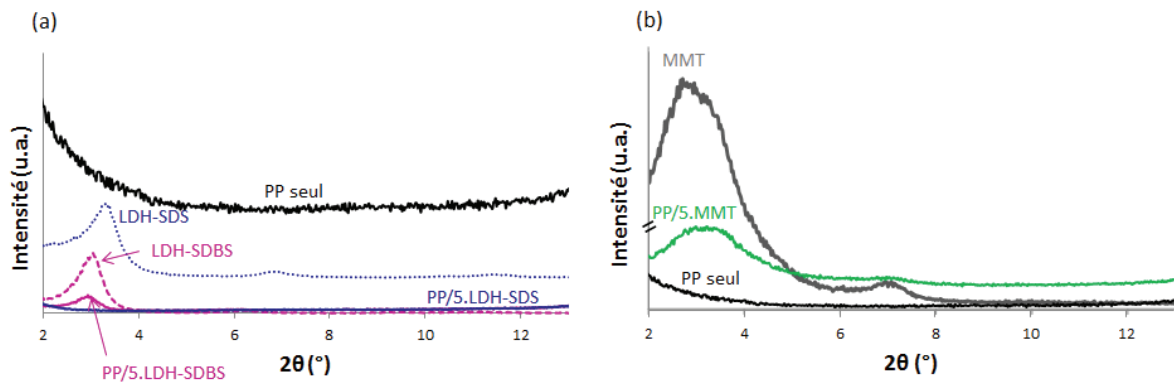 (a)
Intensité (u.a.)
PP seul
LDH-SDS
LDH-SDBS
PP/5.LDH-SDS
2 4 6 8 10 12
2θ (°)
PP/5.LDH-SDBS
(b)
Intensité (u.a.)
MMT
PP/5.MMT
PP seul
2 4 6 8 10 12
2θ (°)